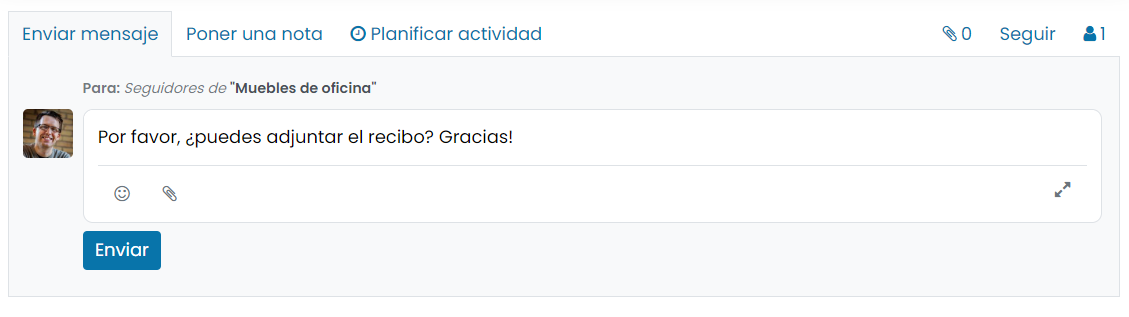 Enviar mensaje Poner una nota Planificar actividad 0 Seguir 1
Para: Seguidores de "Muebles de oficina"
Por favor, ¿puedes adjuntar el recibo? Gracias!
Enviar